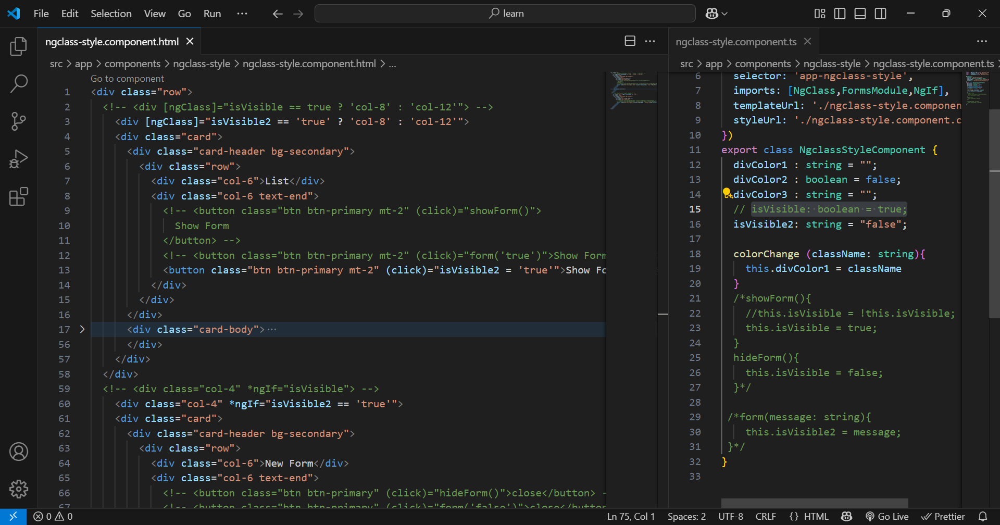 File Edit Selection View Go Run ··· learn
ngclass-style.component.html
ngclass-style.component.ts
src > app > components > ngclass-style > ngclass-style.component.html > ...
Go to component
1 <div class="row">
2 <!-- <div [ngClass]="isVisible == true ? 'col-8' : 'col-12'"> -->
3 <div [ngClass]="isVisible2 == 'true' ? 'col-8' : 'col-12'">
4 <div class="card">
5 <div class="card-header bg-secondary">
6 <div class="row">
7 <div class="col-6">List</div>
8 <div class="col-6 text-end">
9 <!-- <button class="btn btn-primary mt-2" (click)="showForm()">
10 Show Form
11 </button> -->
12 <!-- <button class="btn btn-primary mt-2" (click)="form('true')">Show Form
13 <button class="btn btn-primary mt-2" (click)="isVisible2 = 'true'">Show Fo
14 </div>
15 </div>
16 </div>
17 <div class="card-body">···
56 </div>
57 </div>
58 </div>
59 <!-- <div class="col-4" *ngIf="isVisible"> -->
60 <div class="col-4" *ngIf="isVisible2 == 'true'">
61 <div class="card">
62 <div class="card-header bg-secondary">
63 <div class="row">
64 <div class="col-6">New Form</div>
65 <div class="col-6 text-end">
66 <!-- <button class="btn btn-primary" (click)="hideForm()">close</button> -
67 <!-- <button class="btn btn-primary" (click)="form('false')">close</button
src > app > components > ngclass-style > ngclass-style.component.ts >
6 selector: 'app-ngclass-style',
7 imports: [NgClass,FormsModule,NgIf],
8 templateUrl: './ngclass-style.componen
9 styleUrl: './ngclass-style.component.c
10 })
11 export class NgclassStyleComponent {
12 divColor1 : string = "";
13 divColor2 : boolean = false;
14 divColor3 : string = "";
15 // isVisible: boolean = true;
16 isVisible2: string = "false";
17
18 colorChange (className: string){
19 this.divColor1 = className
20 }
21 /*showForm(){
22 //this.isVisible = !this.isVisible;
23 this.isVisible = true;
24 }
25 hideForm(){
26 this.isVisible = false;
27 }*/
28
29 /*form(message: string){
30 this.isVisible2 = message;
31 }*/
32 }
33
0 0 Ln 75, Col 1 Spaces: 2 UTF-8 CRLF {} HTML Go Live Prettier